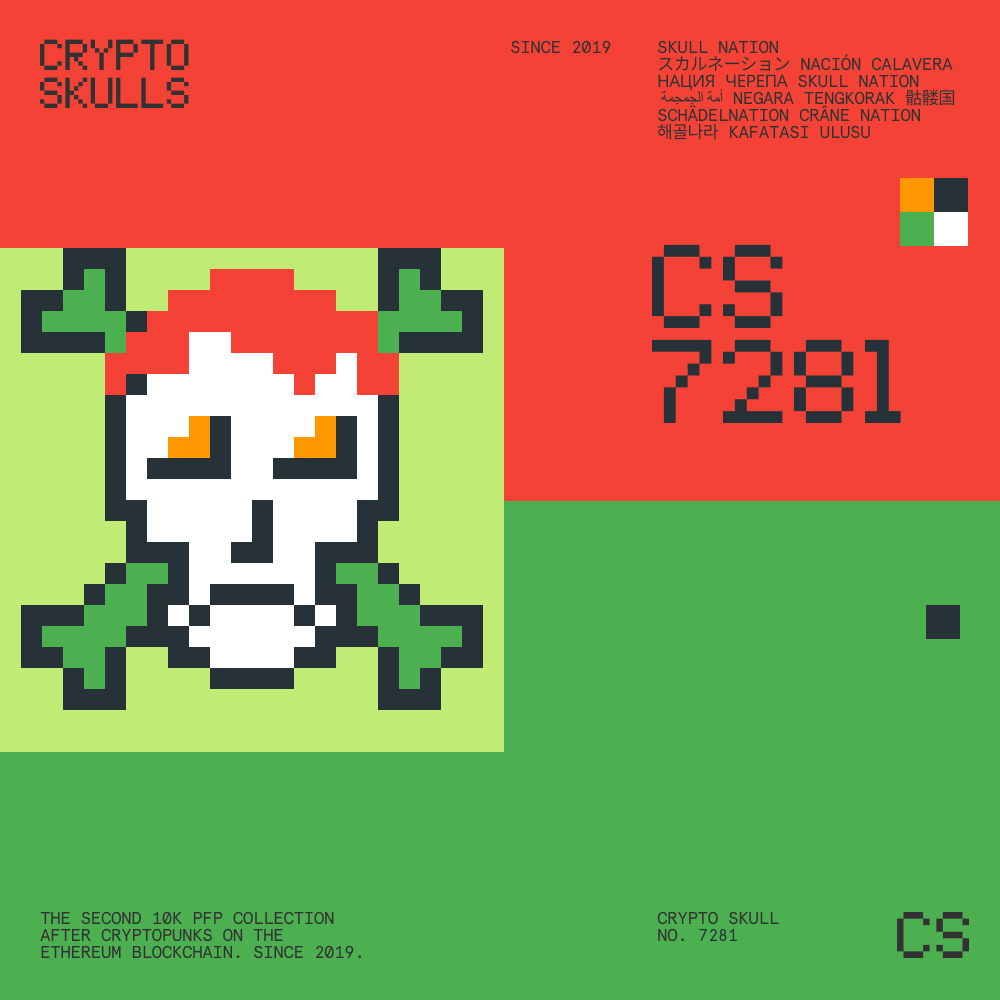 CRYPTO
SKULLS
SINCE 2019
SKULL NATION
スカルネーション NACIÓN CALAVERA
НАЦИЯ ЧЕРЕПА SKULL NATION
أمة الجمجمة NEGARA TENGKORAK 骷髅国
SCHÄDELNATION CRÂNE NATION
해골나라 KAFATASI ULUSU
CS
7281
THE SECOND 10K PFP COLLECTION
AFTER CRYPTOPUNKS ON THE
ETHEREUM BLOCKCHAIN. SINCE 2019.
CRYPTO SKULL
NO. 7281
CS